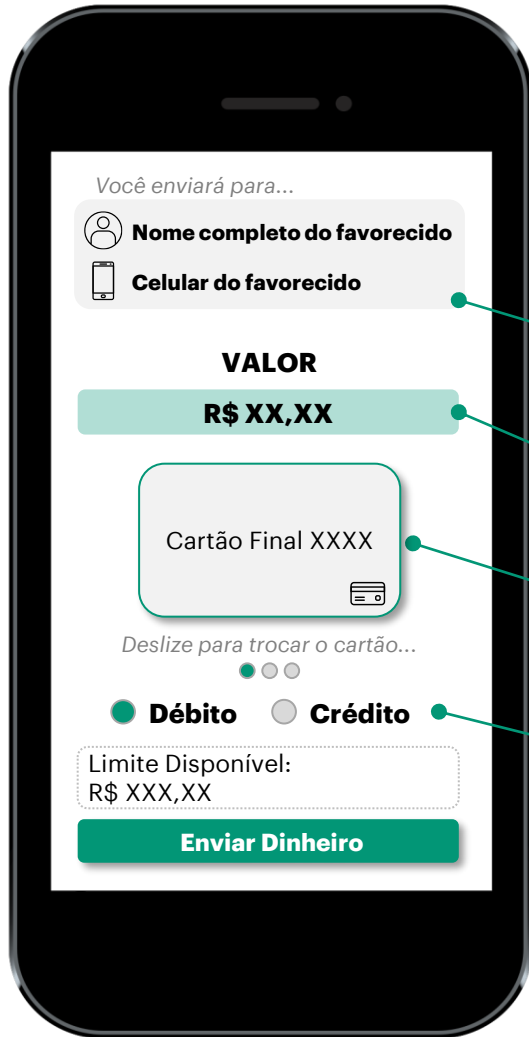 Você enviará para...
Nome completo do favorecido
Celular do favorecido
VALOR
R$ XX,XX
Cartão Final XXXX
Deslize para trocar o cartão...
Débito Crédito
Limite Disponível:
R$ XXX,XX
Enviar Dinheiro